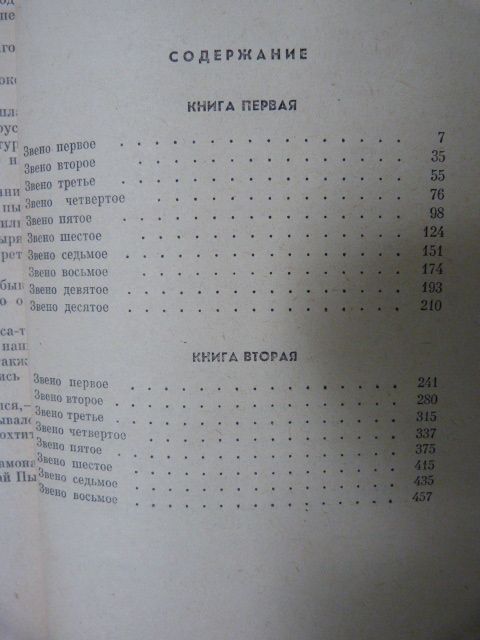 СОДЕРЖАНИЕ
КНИГА ПЕРВАЯ
Звено первое . . . . . . . . . . . . 7
Звено второе . . . . . . . . . . . . 35
Звено третье . . . . . . . . . . . . 55
Звено четвертое . . . . . . . . . . . . 76
Звено пятое . . . . . . . . . . . . 98
Звено шестое . . . . . . . . . . . . 124
Звено седьмое . . . . . . . . . . . . 151
Звено восьмое . . . . . . . . . . . . 174
Звено девятое . . . . . . . . . . . . 193
Звено десятое . . . . . . . . . . . . 210
КНИГА ВТОРАЯ
Звено первое . . . . . . . . . . . . 241
Звено второе . . . . . . . . . . . . 280
Звено третье . . . . . . . . . . . . 315
Звено четвертое . . . . . . . . . . . . 337
Звено пятое . . . . . . . . . . . . 375
Звено шестое . . . . . . . . . . . . 415
Звено седьмое . . . . . . . . . . . . 435
Звено восьмое . . . . . . . . . . . . 457